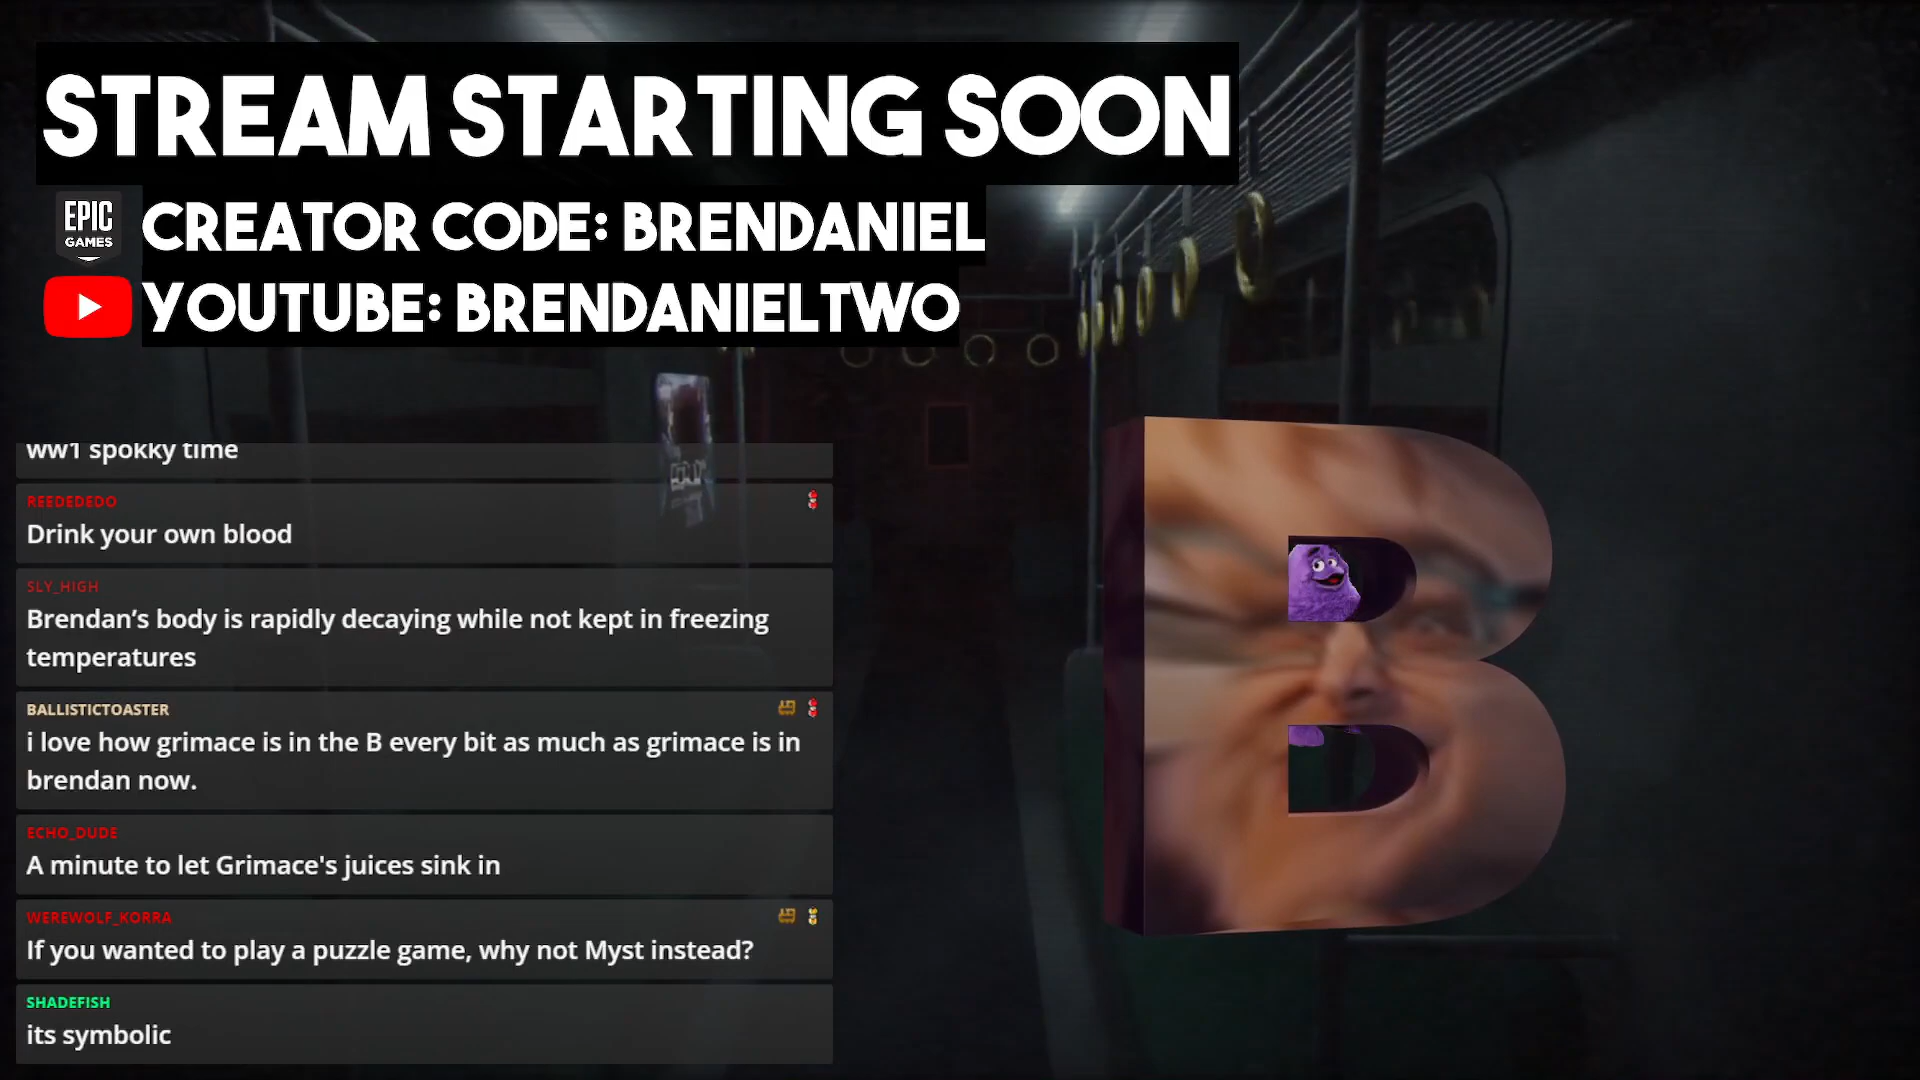 STREAM STARTING SOON
EPIC
GAMES
CREATOR CODE: BRENDANIEL
YOUTUBE: BRENDANIELTWO
ww1 spokky time
REEDEDEDO
Drink your own blood
SLY_HIGH
Brendan’s body is rapidly decaying while not kept in freezing
temperatures
BALLISTICTOASTER
i love how grimace is in the B every bit as much as grimace is in
brendan now.
ECHO_DUDE
A minute to let Grimace's juices sink in
WEREWOLF_KORRA
If you wanted to play a puzzle game, why not Myst instead?
SHADEFISH
its symbolic
B